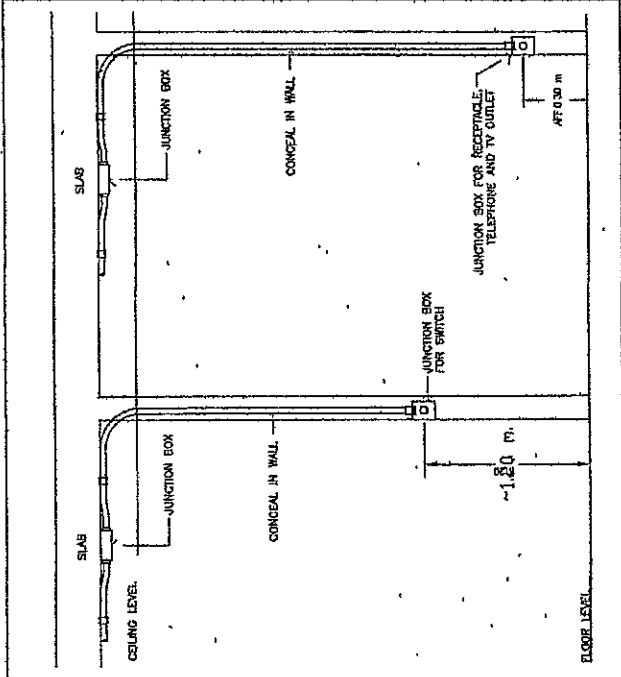 SLAB
JUNCTION BOX
CONCEAL IN WALL
JUNCTION BOX FOR RECEPTACLE,
TELEPHONE AND TV OUTLET
AFF 0.30 m
SLAB
JUNCTION BOX
CONCEAL IN WALL
JUNCTION BOX
FOR SWITCH
CEILING LEVEL
FLOOR LEVEL